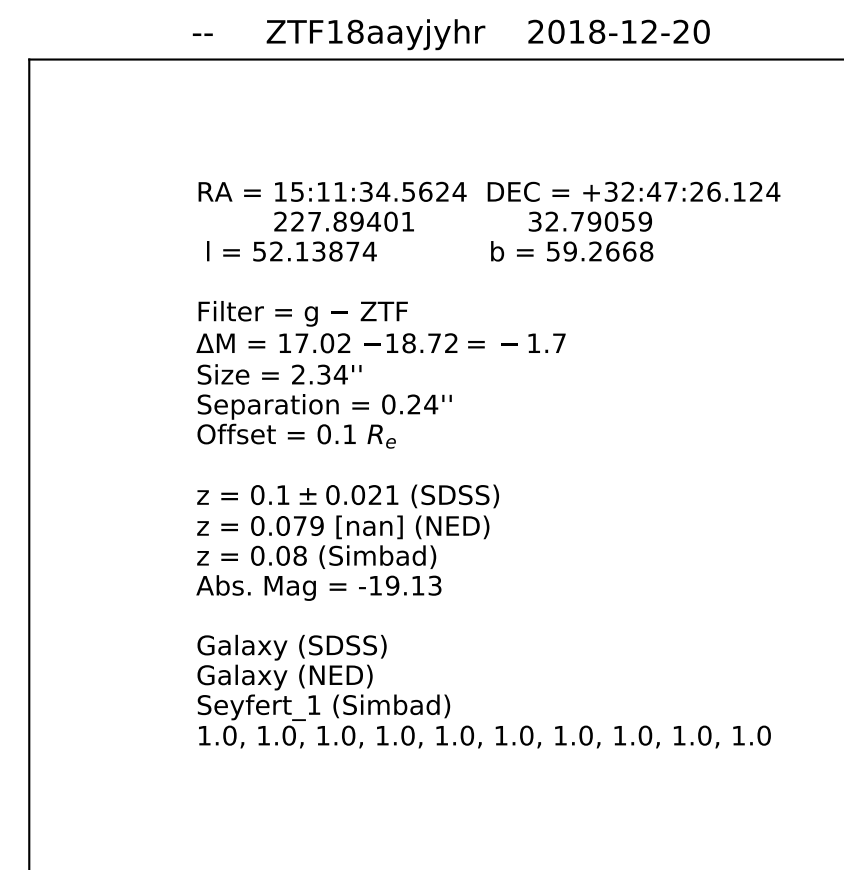 -- ZTF18aayjyhr 2018-12-20
RA = 15:11:34.5624 DEC = +32:47:26.124
227.89401 32.79059
l = 52.13874 b = 59.2668
Filter = g − ZTF
ΔM = 17.02 −18.72 = − 1.7
Size = 2.34''
Separation = 0.24''
Offset = 0.1 Rₑ
z = 0.1 ± 0.021 (SDSS)
z = 0.079 [nan] (NED)
z = 0.08 (Simbad)
Abs. Mag = -19.13
Galaxy (SDSS)
Galaxy (NED)
Seyfert_1 (Simbad)
1.0, 1.0, 1.0, 1.0, 1.0, 1.0, 1.0, 1.0, 1.0, 1.0